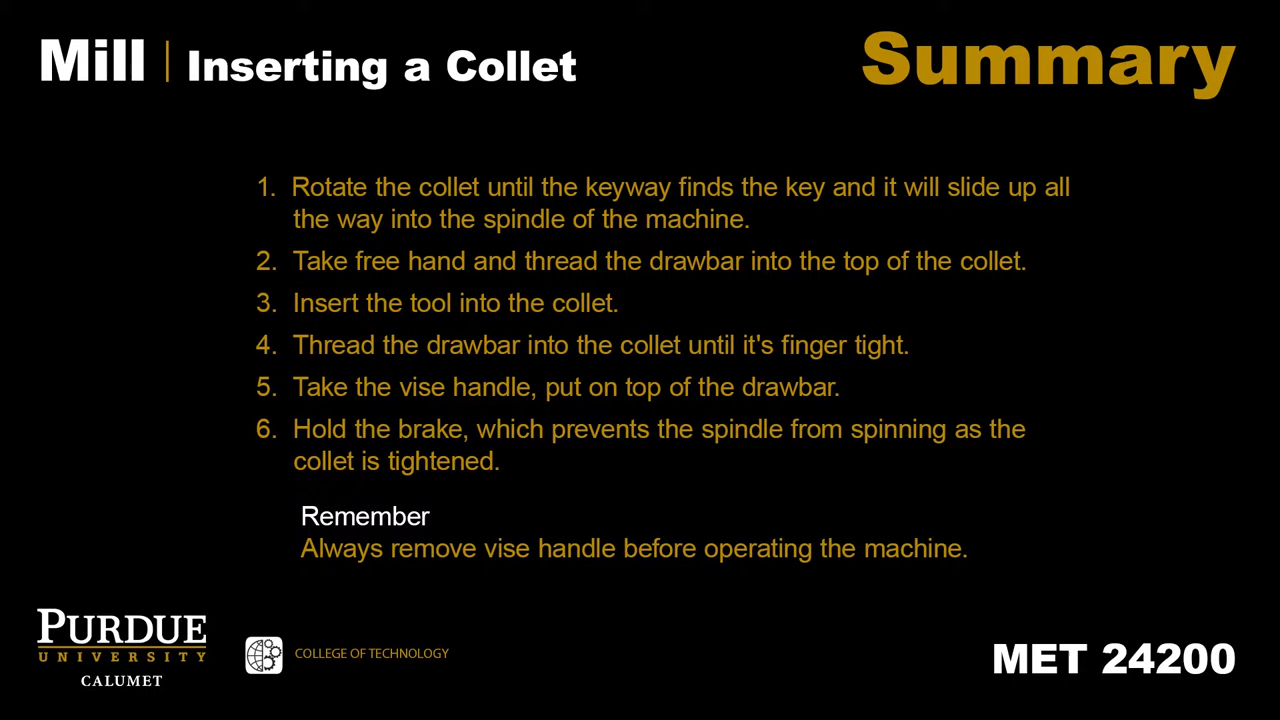 Mill | Inserting a Collet
Summary
1. Rotate the collet until the keyway finds the key and it will slide up all
the way into the spindle of the machine.
2. Take free hand and thread the drawbar into the top of the collet.
3. Insert the tool into the collet.
4. Thread the drawbar into the collet until it's finger tight.
5. Take the vise handle, put on top of the drawbar.
6. Hold the brake, which prevents the spindle from spinning as the
collet is tightened.
Remember
Always remove vise handle before operating the machine.
PURDUE
UNIVERSITY
CALUMET
COLLEGE OF TECHNOLOGY
MET 24200